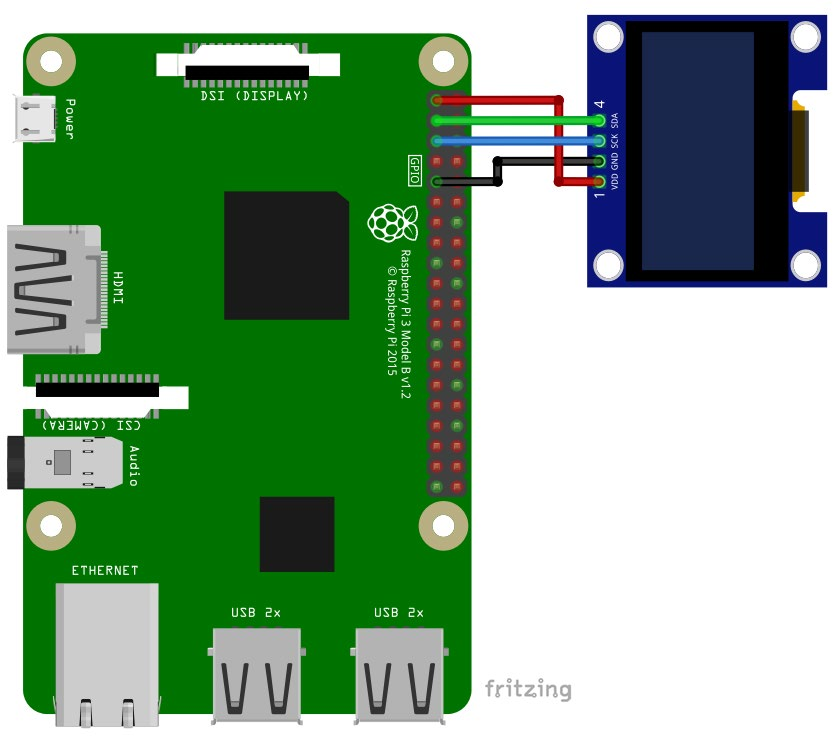 DSI (DISPLAY)
Power
HDMI
GPIO
Raspberry Pi 3 Model B v1.2
© Raspberry Pi 2015
CSI (CAMERA)
Audio
ETHERNET
USB 2x
USB 2x
4
SDA
SCK
GND
VDD
1
fritzing